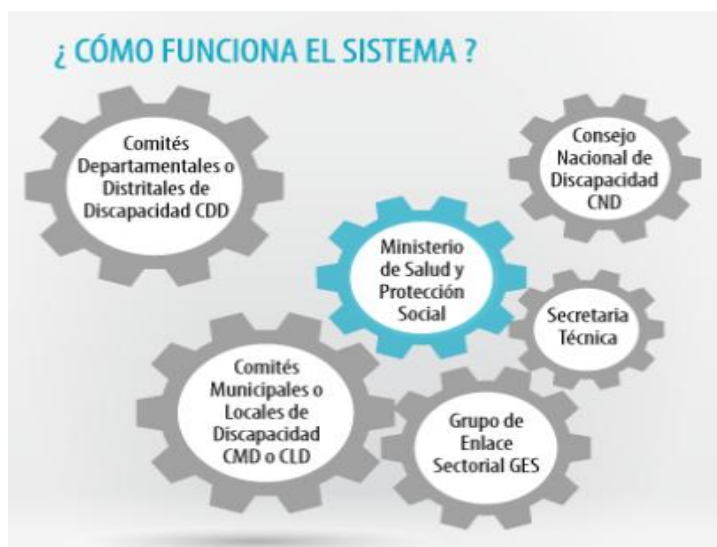 ¿ CÓMO FUNCIONA EL SISTEMA ?
Comités
Departamentales o
Distritales de
Discapacidad CDD
Consejo
Nacional de
Discapacidad
CND
Ministerio
de Salud y
Protección
Social
Secretaria
Técnica
Comités
Municipales o
Locales de
Discapacidad
CMD o CLD
Grupo de
Enlace
Sectorial GES